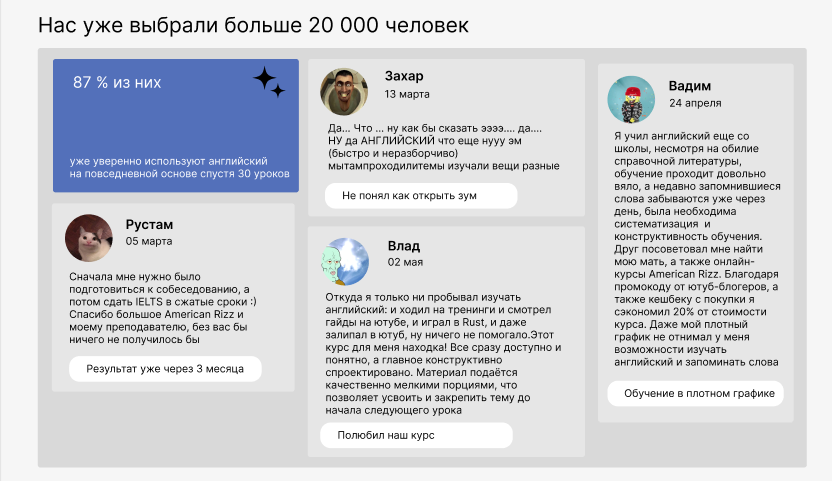 Нас уже выбрали больше 20 000 человек
87 % из них
уже уверенно используют английский
на повседневной основе спустя 30 уроков
Рустам
05 марта
Сначала мне нужно было
подготовиться к собеседованию, а
потом сдать IELTS в сжатые сроки :)
Спасибо большое American Rizz и
моему преподавателю, без вас бы
ничего не получилось бы
Результат уже через 3 месяца
Захар
13 марта
Да... Что ... ну как бы сказать ээээ.... да....
НУ да АНГЛИЙСКИЙ что еще нууу эм
(быстро и неразборчиво)
мытампроходилитемы изучали вещи разные
Не понял как открыть зум
Влад
02 мая
Откуда я только ни пробывал изучать
английский: и ходил на тренинги и смотрел
гайды на ютубе, и играл в Rust, и даже
залипал в ютуб, ну ничего не помогало.Этот
курс для меня находка! Все сразу доступно и
понятно, а главное конструктивно
спроектировано. Материал подаётся
качественно мелкими порциями, что
позволяет усвоить и закрепить тему до
начала следующего урока
Полюбил наш курс
Вадим
24 апреля
Я учил английский еще со
школы, несмотря на обилие
справочной литературы,
обучение проходит довольно
вяло, а недавно запомнившиеся
слова забываются уже через
день, была необходима
систематизация  и
конструктивность обучения.
Друг посоветовал мне найти
мою мать, а также онлайн-
курсы American Rizz. Благодаря
промокоду от ютуб-блогеров, а
также кешбеку с покупки я
сэкономил 20% от стоимости
курса. Даже мой плотный
график не отнимал у меня
возможности изучать
английский и запоминать слова
Обучение в плотном графике